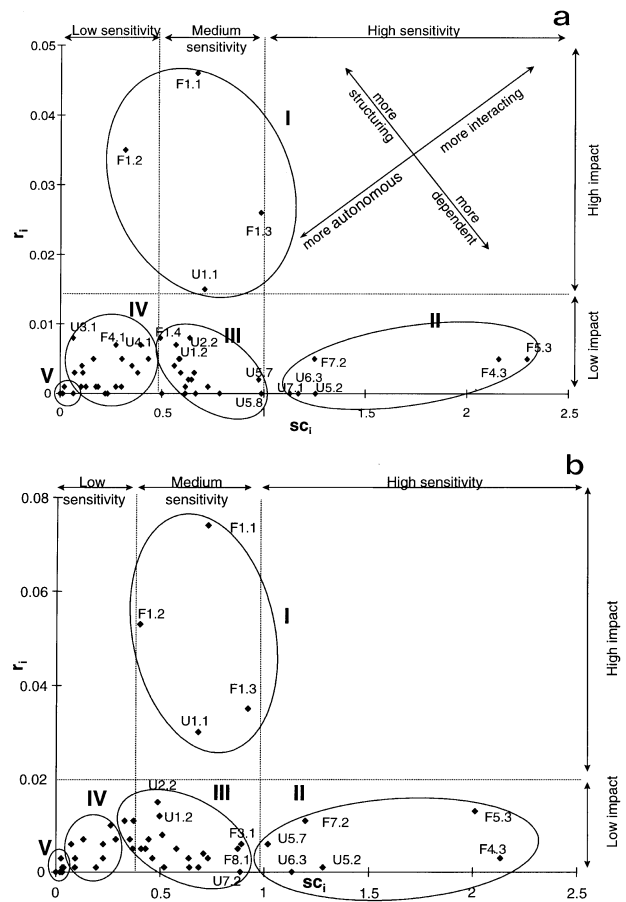 a
Low sensitivity
Medium
sensitivity
High sensitivity
0.05
F1.1
I
more
structuring
more interacting
0.04
F1.2
High impact
0.03
ri
F1.3
more autonomous
more
dependent
0.02
U1.1
0.01
IV
U3.1
F4.1
U4.1
F1.4
U2.2
III
U1.2
II
F7.2
F5.3
Low impact
V
U5.7
U6.3
F4.3
U7.1
U5.2
0
U5.8
0
0.5
1
1.5
2
2.5
sci
b
Low
sensitivity
Medium
sensitivity
High sensitivity
0.08
F1.1
0.06
F1.2
I
High impact
ri
0.04
F1.3
U1.1
0.02
U2.2
IV
III
II
U1.2
F7.2
F5.3
Low impact
V
F3.1
U5.7
F8.1
U6.3
U5.2
F4.3
0
U7.2
0
0.5
1
1.5
2
2.5
sci